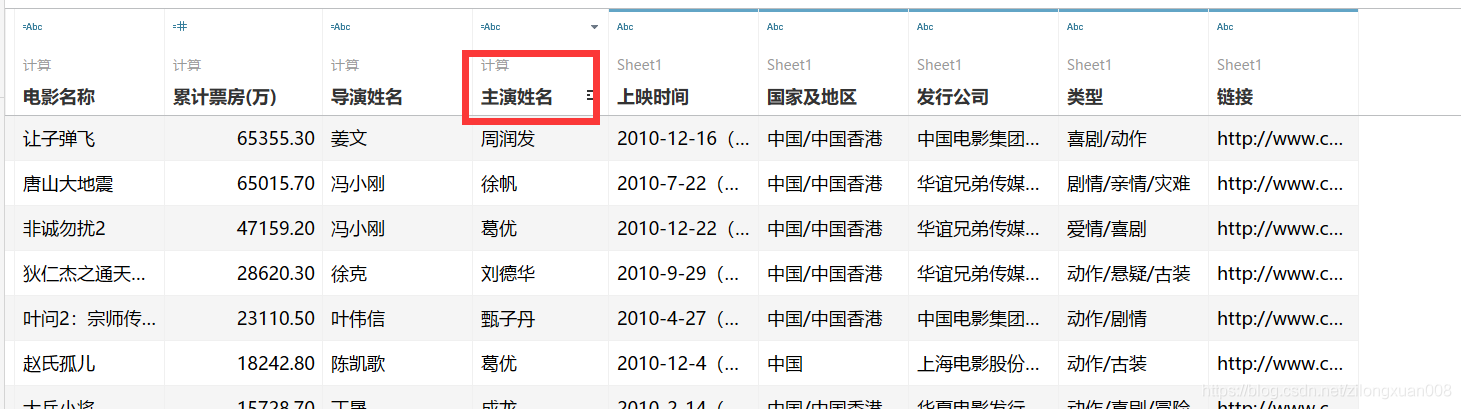 =Abc =# =Abc =Abc Abc Abc Abc Abc Abc
计算 计算 计算 计算 Sheet1 Sheet1 Sheet1 Sheet1 Sheet1
电影名称 累计票房(万) 导演姓名 主演姓名 上映时间 国家及地区 发行公司 类型 链接
让子弹飞 65355.30 姜文 周润发 2010-12-16（... 中国/中国香港 中国电影集团... 喜剧/动作 http://www.c...
唐山大地震 65015.70 冯小刚 徐帆 2010-7-22（... 中国/中国香港 华谊兄弟传媒... 剧情/亲情/灾难 http://www.c...
非诚勿扰2 47159.20 冯小刚 葛优 2010-12-22（... 中国/中国香港 华谊兄弟传媒... 爱情/喜剧 http://www.c...
狄仁杰之通天... 28620.30 徐克 刘德华 2010-9-29（... 中国/中国香港 华谊兄弟传媒... 动作/悬疑/古装 http://www.c...
叶问2：宗师传... 23110.50 叶伟信 甄子丹 2010-4-27（... 中国/中国香港 中国电影集团... 动作/剧情 http://www.c...
赵氏孤儿 18242.80 陈凯歌 葛优 2010-12-4（... 中国 上海电影股份... 动作/古装 http://www.c...
大兵小将 15728.70 丁晟 成龙 2010-2-14（... 中国/中国香港 华夏电影发行... 动作/喜剧/冒险 http://www.c...
https://blog.csdn.net/zilongxuan008